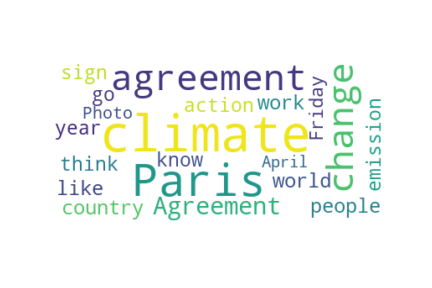 sign
agreement
go
Photo
action
work
Friday
change
year
climate
emission
think
know
April
like
Paris
world
country
Agreement
people